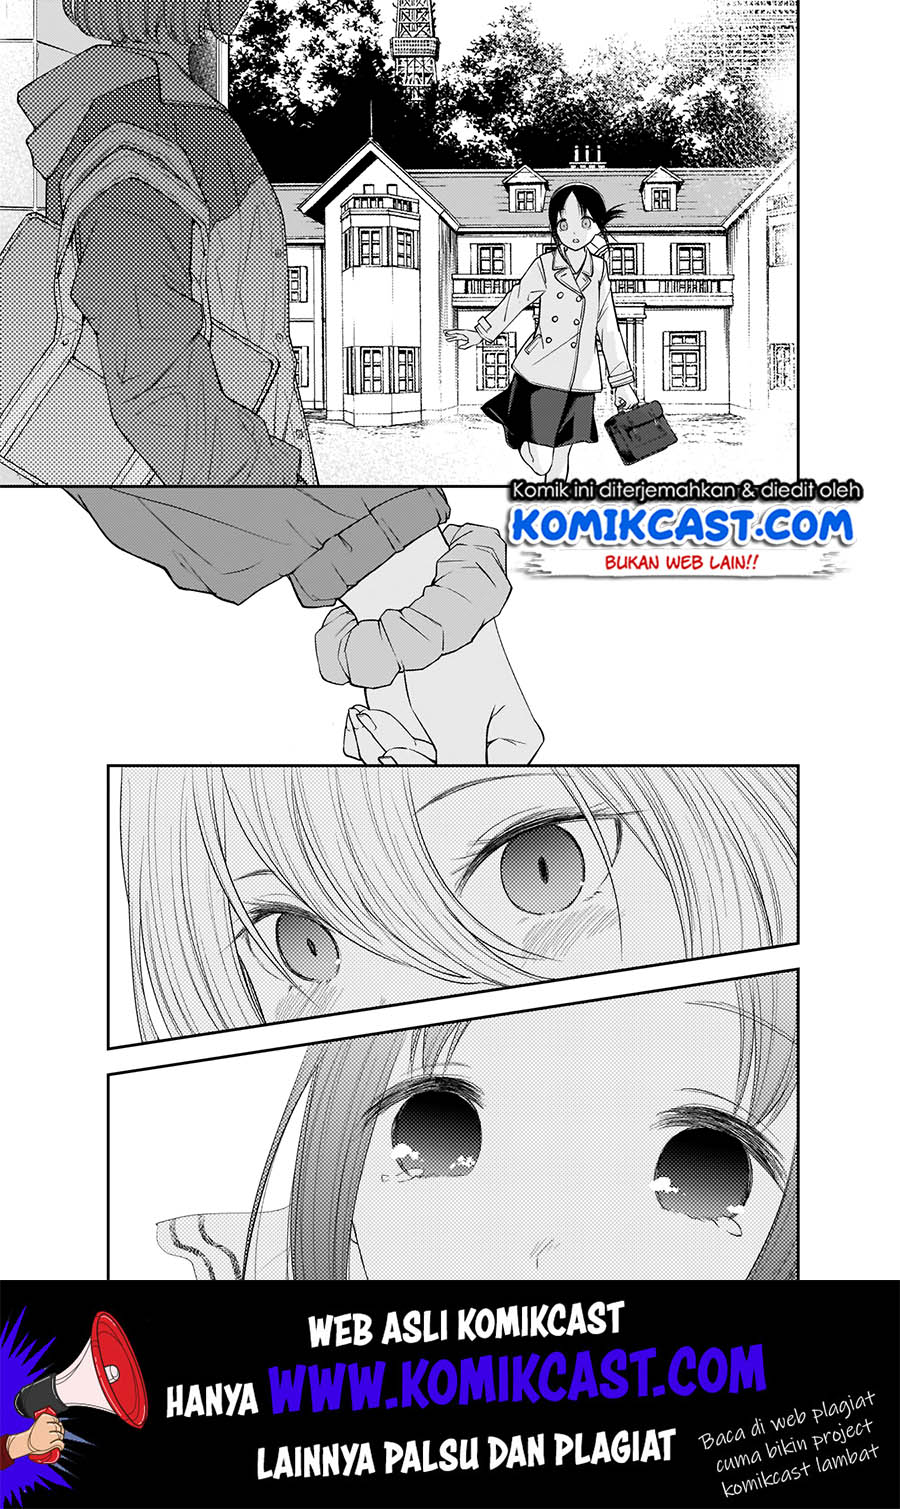 Komik ini diterjemahkan & diedit oleh
KOMIKCAST.COM
BUKAN WEB LAIN!!
WEB ASLI KOMIKCAST
HANYA WWW.KOMIKCAST.COM
LAINNYA PALSU DAN PLAGIAT
Baca di web plagiat
cuma bikin project
komikcast lambat